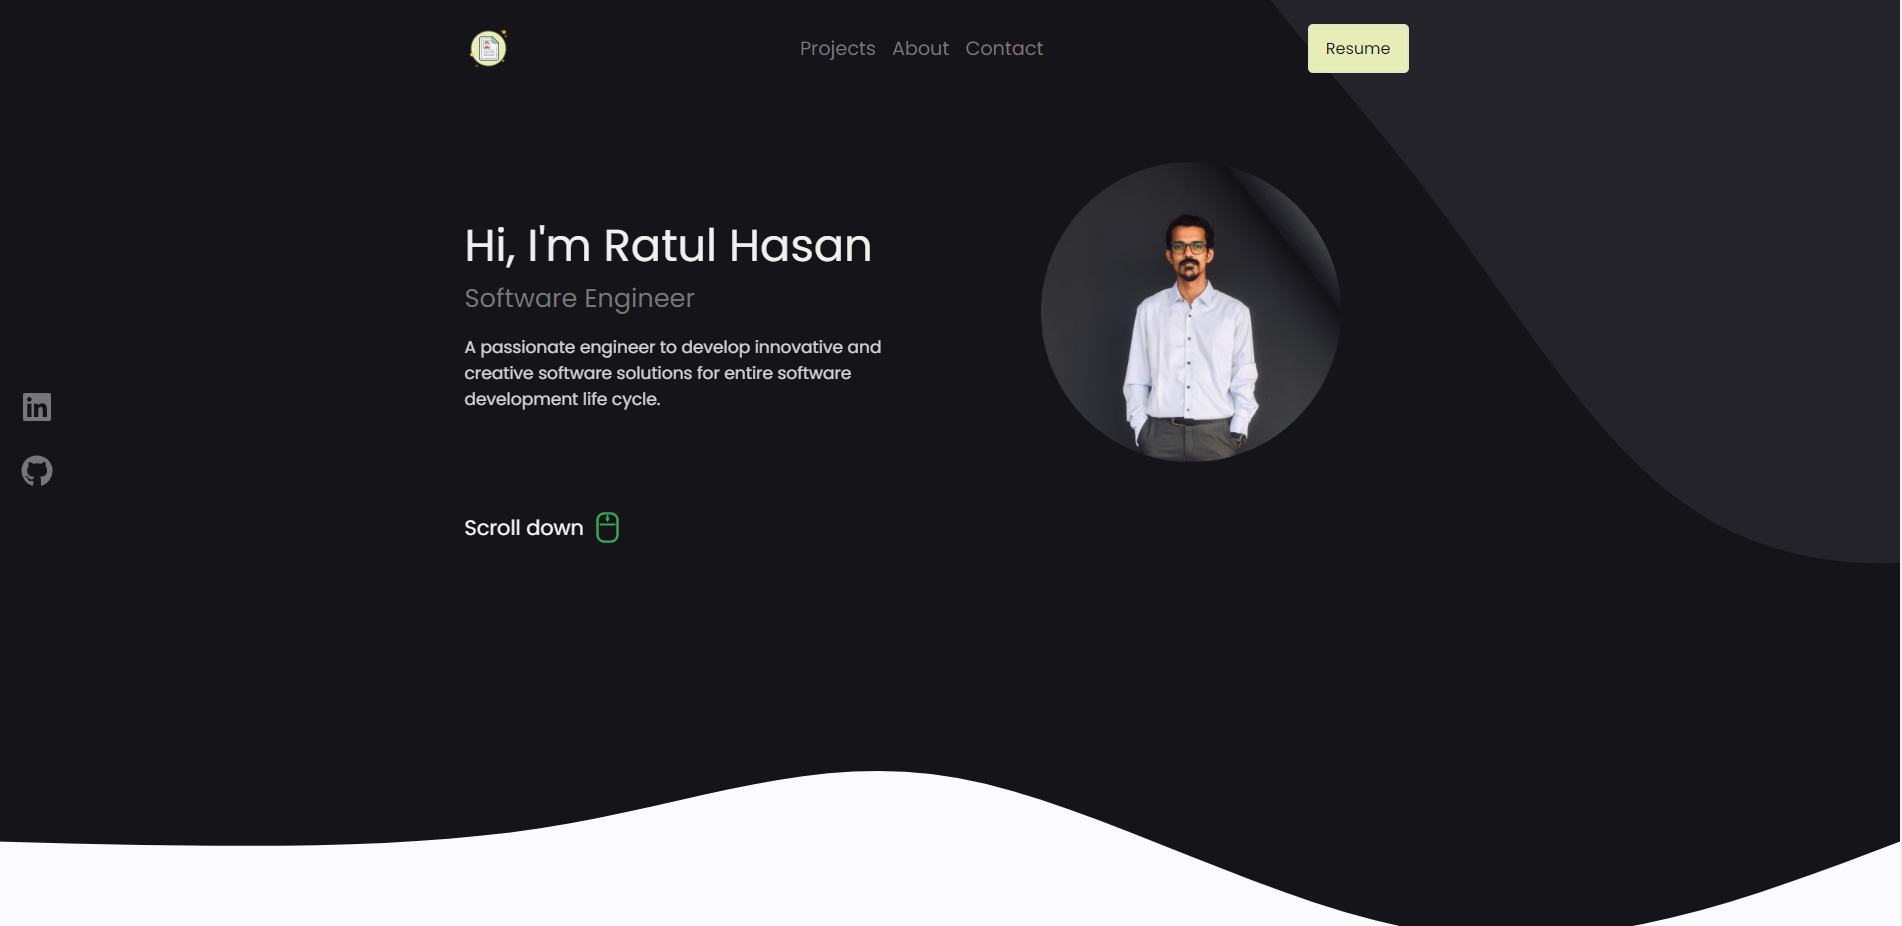 Projects About Contact
Resume
Hi, I'm Ratul Hasan
Software Engineer
A passionate engineer to develop innovative and
creative software solutions for entire software
development life cycle.
in
Scroll down